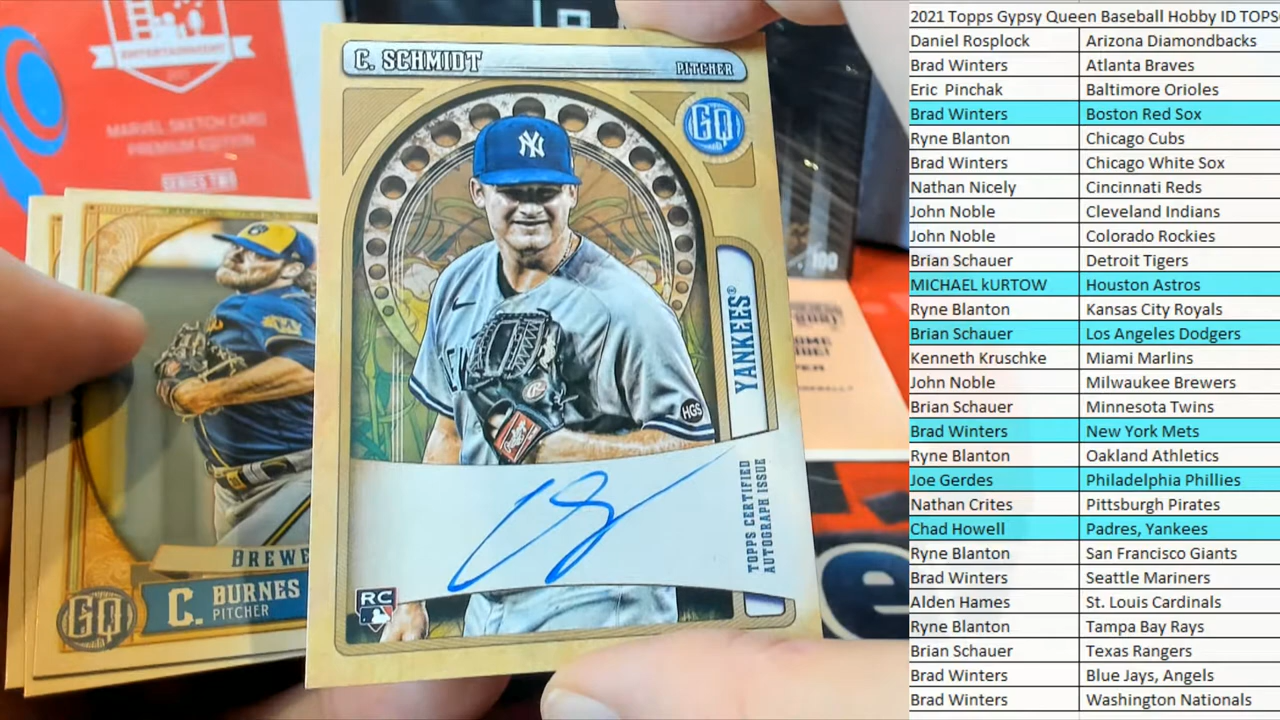 ENTERTAINMENT
MARVEL SKETCH CARD
PREMIUM EDITION
SERIES TWO
C. SCHMIDT
PITCHER
GQ
NY
YANKEES®
HGS
R
Rawlings
TOPPS CERTIFIED
AUTOGRAPH ISSUE
RC
BREWE
C. BURNES
PITCHER
GQ
100
e
2021 Topps Gypsy Queen Baseball Hobby ID TOPS
Daniel Rosplock Arizona Diamondbacks
Brad Winters Atlanta Braves
Eric Pinchak Baltimore Orioles
Brad Winters Boston Red Sox
Ryne Blanton Chicago Cubs
Brad Winters Chicago White Sox
Nathan Nicely Cincinnati Reds
John Noble Cleveland Indians
John Noble Colorado Rockies
Brian Schauer Detroit Tigers
MICHAEL kURTOW Houston Astros
Ryne Blanton Kansas City Royals
Brian Schauer Los Angeles Dodgers
Kenneth Kruschke Miami Marlins
John Noble Milwaukee Brewers
Brian Schauer Minnesota Twins
Brad Winters New York Mets
Ryne Blanton Oakland Athletics
Joe Gerdes Philadelphia Phillies
Nathan Crites Pittsburgh Pirates
Chad Howell Padres, Yankees
Ryne Blanton San Francisco Giants
Brad Winters Seattle Mariners
Alden Hames St. Louis Cardinals
Ryne Blanton Tampa Bay Rays
Brian Schauer Texas Rangers
Brad Winters Blue Jays, Angels
Brad Winters Washington Nationals